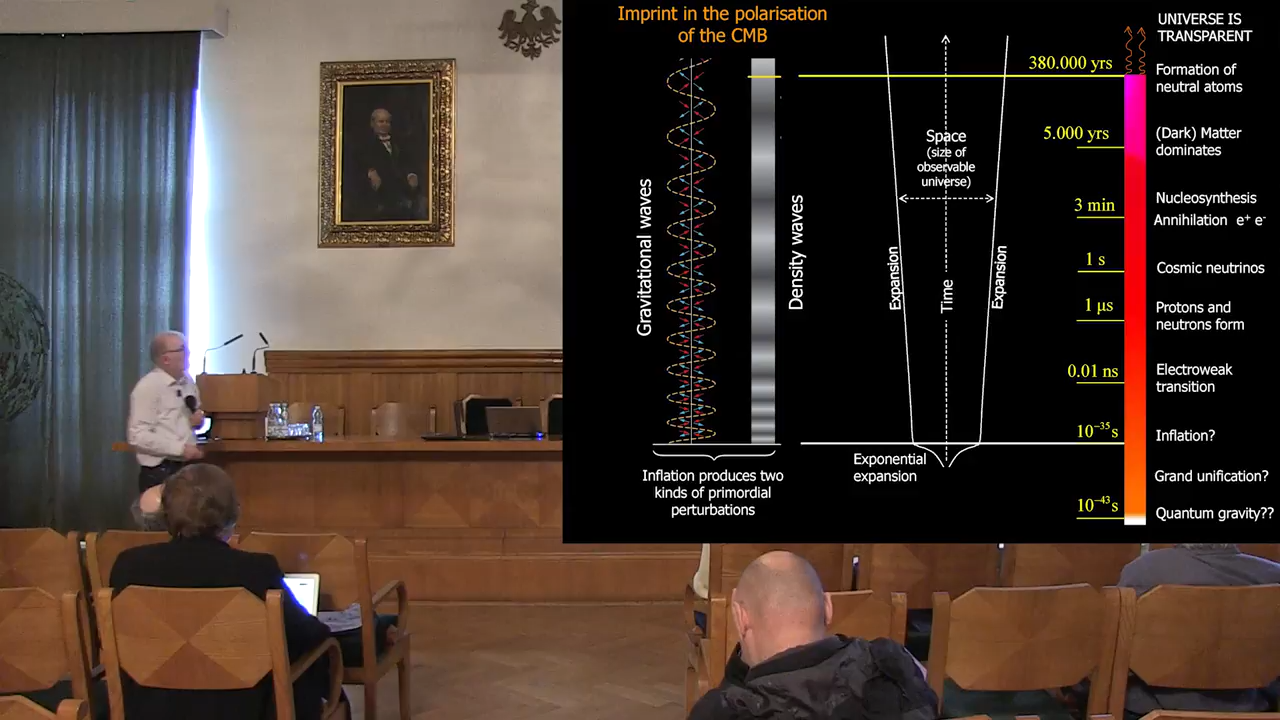 Imprint in the polarisation
of the CMB
Gravitational waves
Density waves
Inflation produces two
kinds of primordial
perturbations
Space
(size of
observable
universe)
Expansion
Time
Expansion
Exponential
expansion
UNIVERSE IS
TRANSPARENT
380.000 yrs
Formation of
neutral atoms
5.000 yrs
(Dark) Matter
dominates
3 min
Nucleosynthesis
Annihilation e⁺ e⁻
1 s
Cosmic neutrinos
1 μs
Protons and
neutrons form
0.01 ns
Electroweak
transition
10⁻³⁵s
Inflation?
Grand unification?
10⁻⁴³s
Quantum gravity??